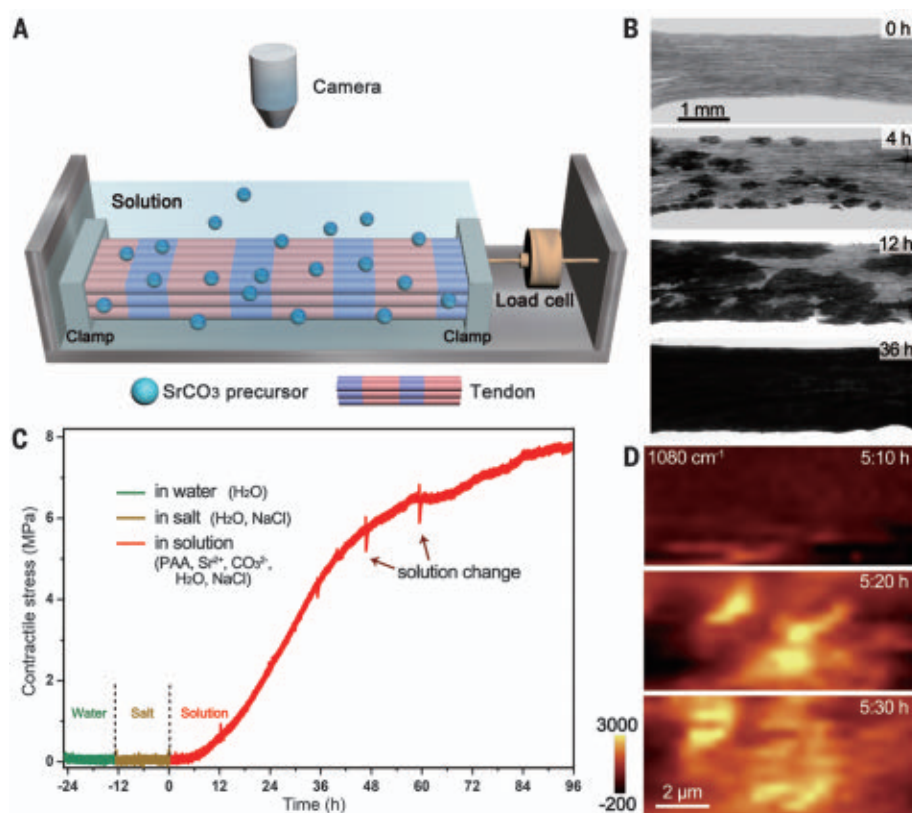 A
Camera
Solution
Load cell
Clamp
Clamp
SrCO3 precursor
Tendon
B
0 h
1 mm
4 h
12 h
36 h
C
Contractile stress (MPa)
8
6
4
2
0
in water (H2O)
in salt (H2O, NaCl)
in solution
(PAA, Sr2+, CO32-,
H2O, NaCl)
solution change
Water
Salt
Solution
-24 -12 0 12 24 36 48 60 72 84 96
Time (h)
D
1080 cm-1
5:10 h
5:20 h
5:30 h
3000
-200
2 μm